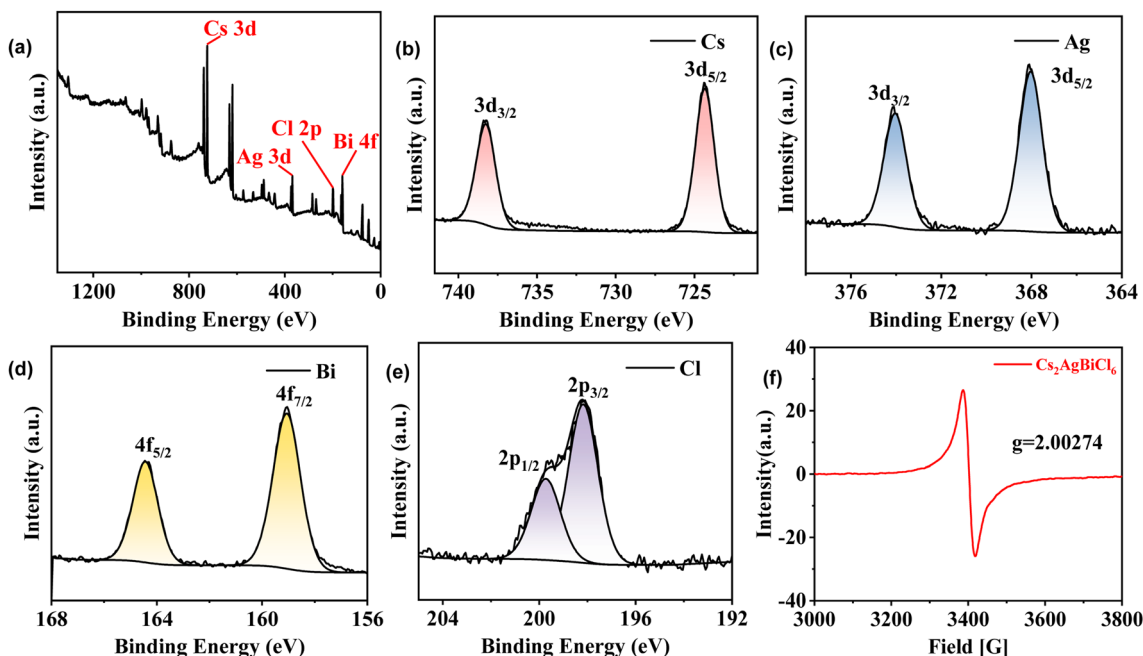 (a)
Cs 3d
Cl 2p
Bi 4f
Ag 3d
Intensity (a.u.)
1200 800 400 0
Binding Energy (eV)
(b)
Cs
3d5/2
3d3/2
Intensity (a.u.)
740 735 730 725
Binding Energy (eV)
(c)
Ag
3d5/2
3d3/2
Intensity (a.u.)
376 372 368 364
Binding Energy (eV)
(d)
Bi
4f7/2
4f5/2
Intensity (a.u.)
168 164 160 156
Binding Energy (eV)
(e)
Cl
2p3/2
2p1/2
Intensity (a.u.)
204 200 196 192
Binding Energy (eV)
(f)
Cs2AgBiCl6
g=2.00274
Intensity(a.u.)
40
20
0
-20
-40
3000 3200 3400 3600 3800
Field [G]